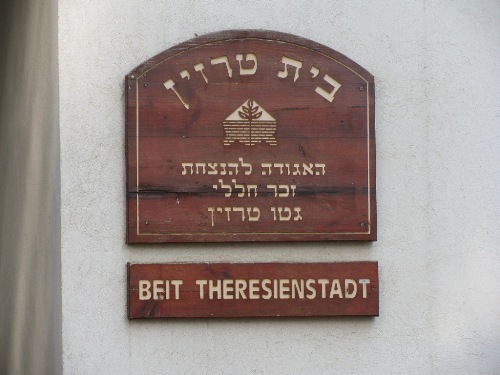 בית טרזין
האגודה להנצחת
זכר חללי
גטו טרזין
BEIT THERESIENSTADT